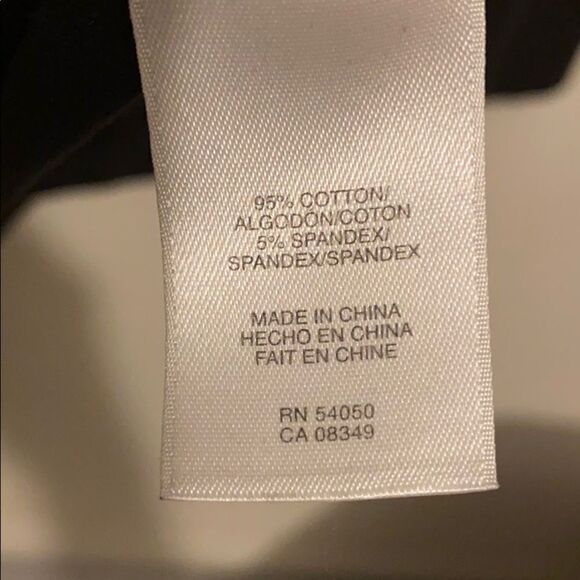 95% COTTON/
ALGODÓN/COTON
5% SPANDEX/
SPANDEX/SPANDEX
MADE IN CHINA
HECHO EN CHINA
FAIT EN CHINE
RN 54050
CA 08349